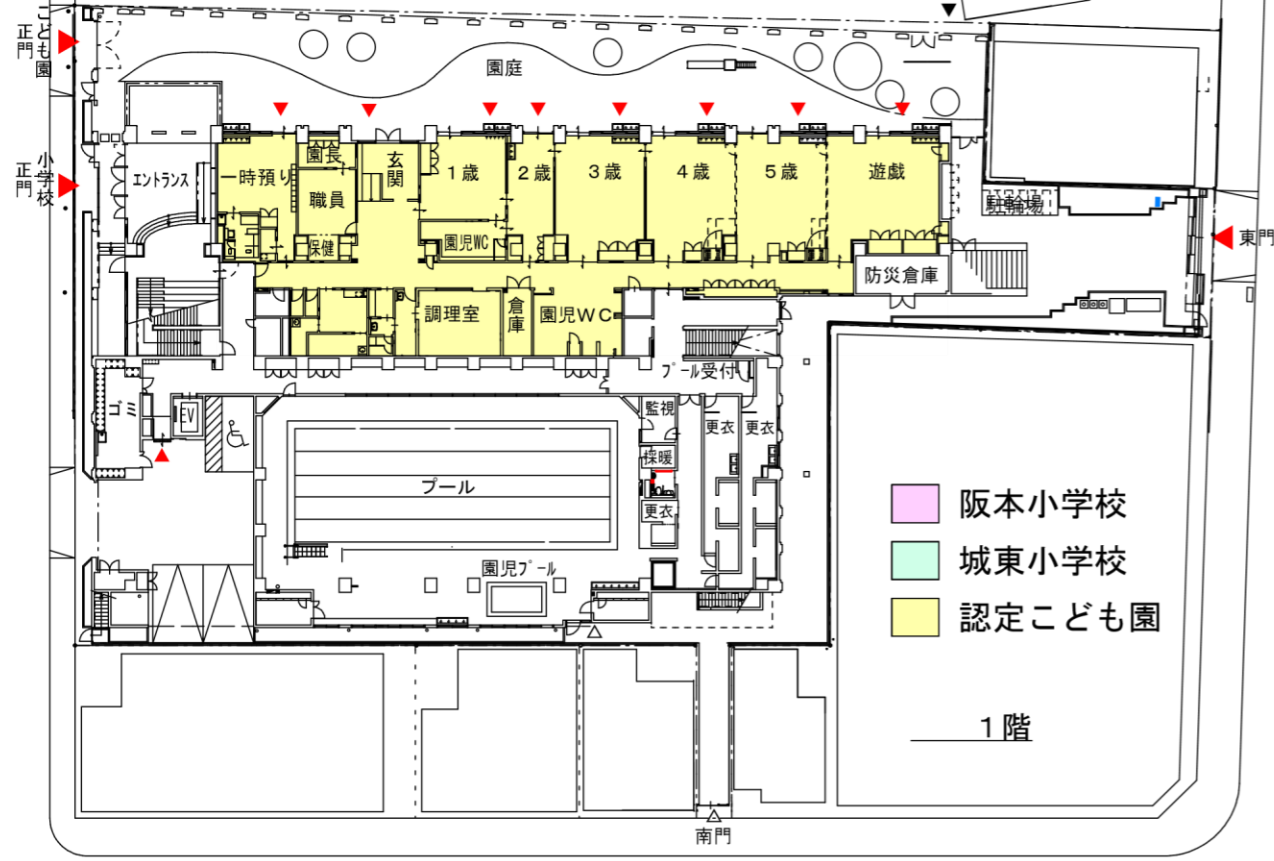 こども園
正門
園庭
小学校
正門
エントランス
一時預り
園長
職員
保健
玄関
1歳
園児WC
2歳
3歳
4歳
5歳
遊戯
駐輪場
東門
防災倉庫
調理室
倉庫
園児WC
プール受付
ゴミ
EV
監視
更衣
更衣
採暖
更衣
プール
園児プール
阪本小学校
城東小学校
認定こども園
1階
南門